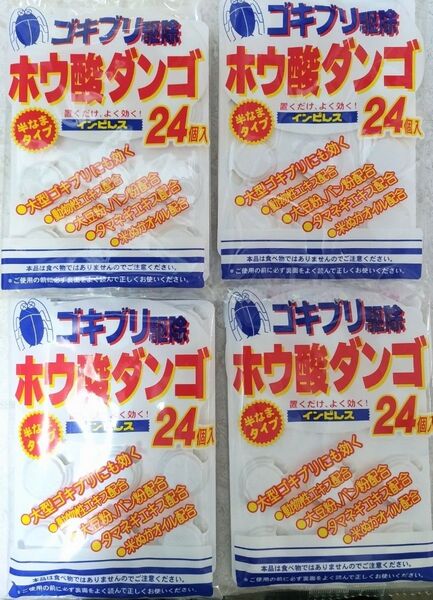 ゴキブリ駆除
ホウ酸ダンゴ
置くだけ、よく効く!
半なまタイプ
インピレス
24個入
•大型ゴキブリにも効く
•動物性エキス配合
•大豆粉、パン粉配合
•タマネギエキス配合
•米ぬかオイル配合
本品は食べ物ではありませんのでご注意ください。
※ご使用の前に必ず裏面をよく読んで正しくお使いください。
ゴキブリ駆除
ホウ酸ダンゴ
置くだけ、よく効く!
半なまタイプ
インピレス
24個入
•大型ゴキブリにも効く
•動物性エキス配合
•大豆粉、パン粉配合
•タマネギエキス配合
•米ぬかオイル配合
本品は食べ物ではありませんのでご注意ください。
※ご使用の前に必ず裏面をよく読んで正しくお使いください。
ゴキブリ駆除
ホウ酸ダンゴ
置くだけ、よく効く!
半なまタイプ
インピレス
24個入
•大型ゴキブリにも効く
•動物性エキス配合
•大豆粉、パン粉配合
•タマネギエキス配合
•米ぬかオイル配合
本品は食べ物ではありませんのでご注意ください。
※ご使用の前に必ず裏面をよく読んで正しくお使いください。
ゴキブリ駆除
ホウ酸ダンゴ
置くだけ、よく効く!
半なまタイプ
インピレス
24個入
•大型ゴキブリにも効く
•動物性エキス配合
•大豆粉、パン粉配合
•タマネギエキス配合
•米ぬかオイル配合
本品は食べ物ではありませんのでご注意ください。
※ご使用の前に必ず裏面をよく読んで正しくお使いください。